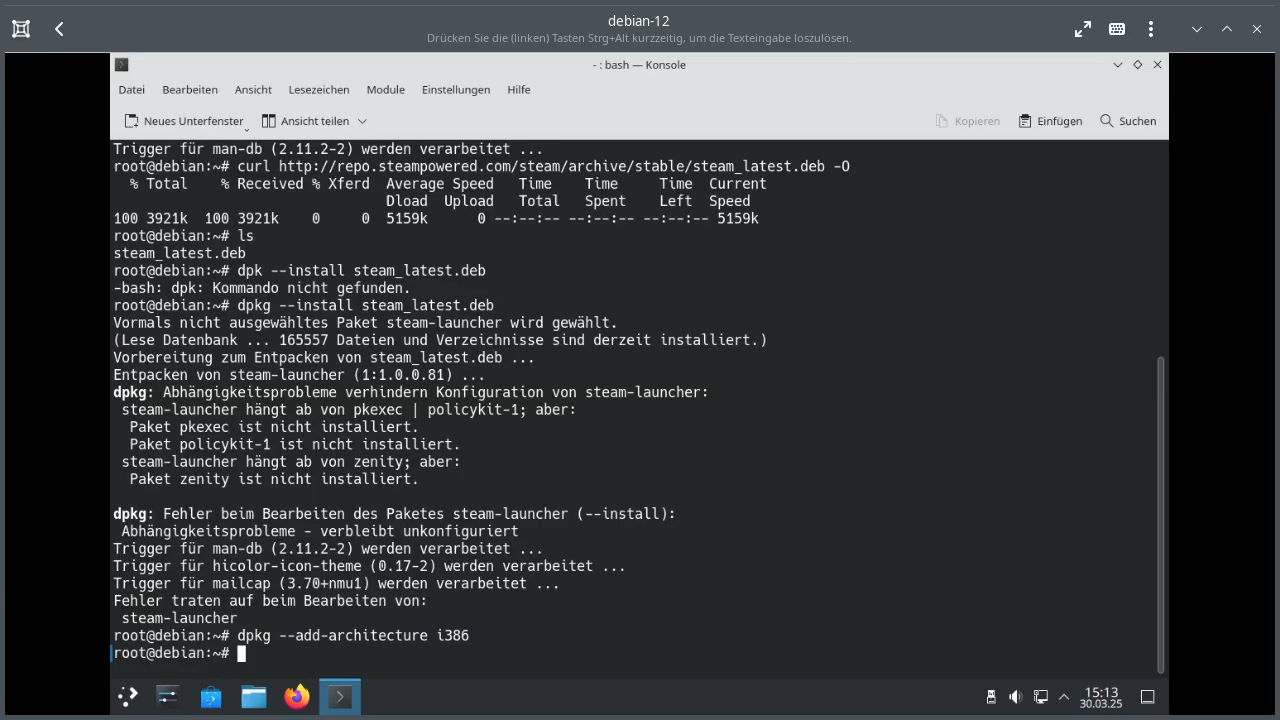 debian-12
Drücken Sie die (linken) Tasten Strg+Alt kurzzeitig, um die Texteingabe loszulösen.
- : bash — Konsole
Datei Bearbeiten Ansicht Lesezeichen Module Einstellungen Hilfe
Neues Unterfenster Ansicht teilen Kopieren Einfügen Suchen
Trigger für man-db (2.11.2-2) werden verarbeitet ...
root@debian:~# curl http://repo.steampowered.com/steam/archive/stable/steam_latest.deb -O
% Total % Received % Xferd Average Speed Time Time Time Current
Dload Upload Total Spent Left Speed
100 3921k 100 3921k 0 0 5159k 0 --:--:-- --:--:-- --:--:-- 5159k
root@debian:~# ls
steam_latest.deb
root@debian:~# dpk --install steam_latest.deb
-bash: dpk: Kommando nicht gefunden.
root@debian:~# dpkg --install steam_latest.deb
Vormals nicht ausgewähltes Paket steam-launcher wird gewählt.
(Lese Datenbank ... 165557 Dateien und Verzeichnisse sind derzeit installiert.)
Vorbereitung zum Entpacken von steam_latest.deb ...
Entpacken von steam-launcher (1:1.0.0.81) ...
dpkg: Abhängigkeitsprobleme verhindern Konfiguration von steam-launcher:
steam-launcher hängt ab von pkexec | policykit-1; aber:
Paket pkexec ist nicht installiert.
Paket policykit-1 ist nicht installiert.
steam-launcher hängt ab von zenity; aber:
Paket zenity ist nicht installiert.
dpkg: Fehler beim Bearbeiten des Paketes steam-launcher (--install):
Abhängigkeitsprobleme - verbleibt unkonfiguriert
Trigger für man-db (2.11.2-2) werden verarbeitet ...
Trigger für hicolor-icon-theme (0.17-2) werden verarbeitet ...
Trigger für mailcap (3.70+nmu1) werden verarbeitet ...
Fehler traten auf beim Bearbeiten von:
steam-launcher
root@debian:~# dpkg --add-architecture i386
root@debian:~#
15:13
30.03.25